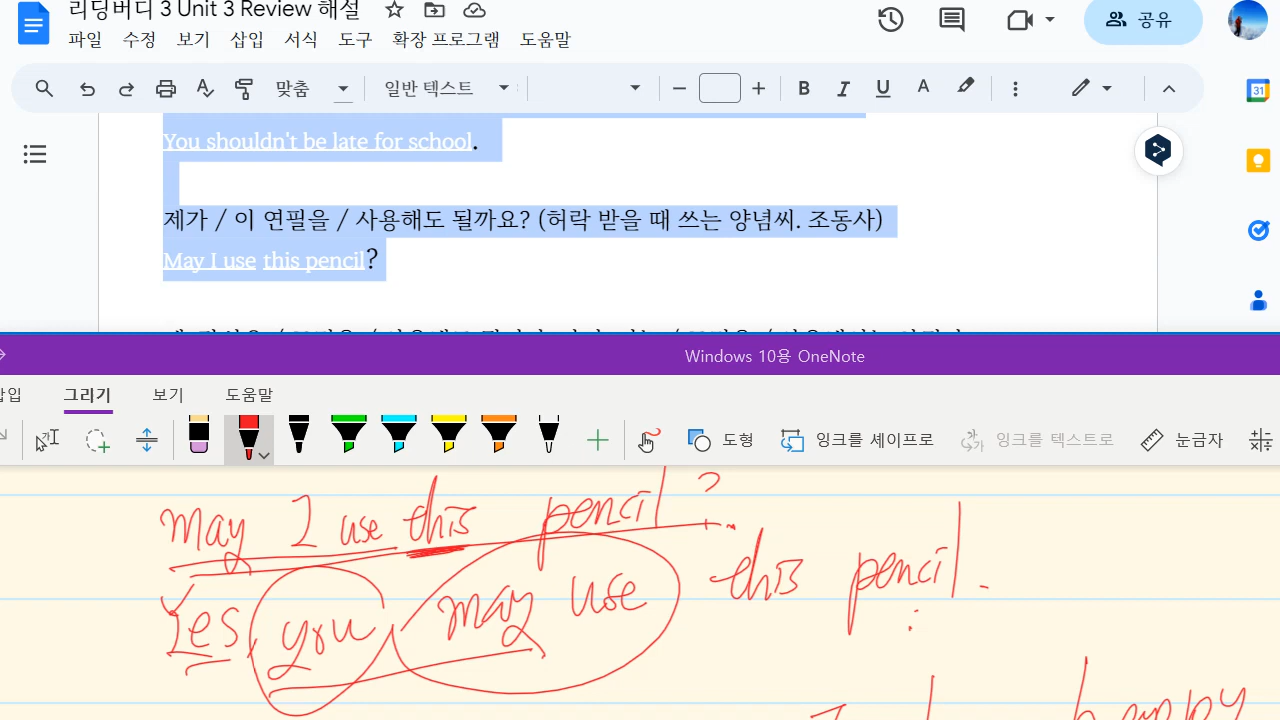 리딩버디 3 Unit 3 Review 해설
파일 수정 보기 삽입 서식 도구 확장 프로그램 도움말
공유
맞춤 일반 텍스트 B I U A
31
You shouldn't be late for school.
제가 / 이 연필을 / 사용해도 될까요? (허락 받을 때 쓰는 양념씨. 조동사)
May I use this pencil?
Windows 10용 OneNote
그리기 보기 도움말
도형 잉크를 셰이프로 잉크를 텍스트로 눈금자
may I use this pencil?
Yes, you may use this pencil.
happy